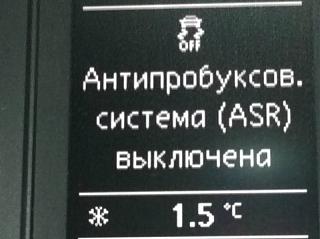 OFF
Антипробуксов.
система (ASR)
выключена
1.5 °C